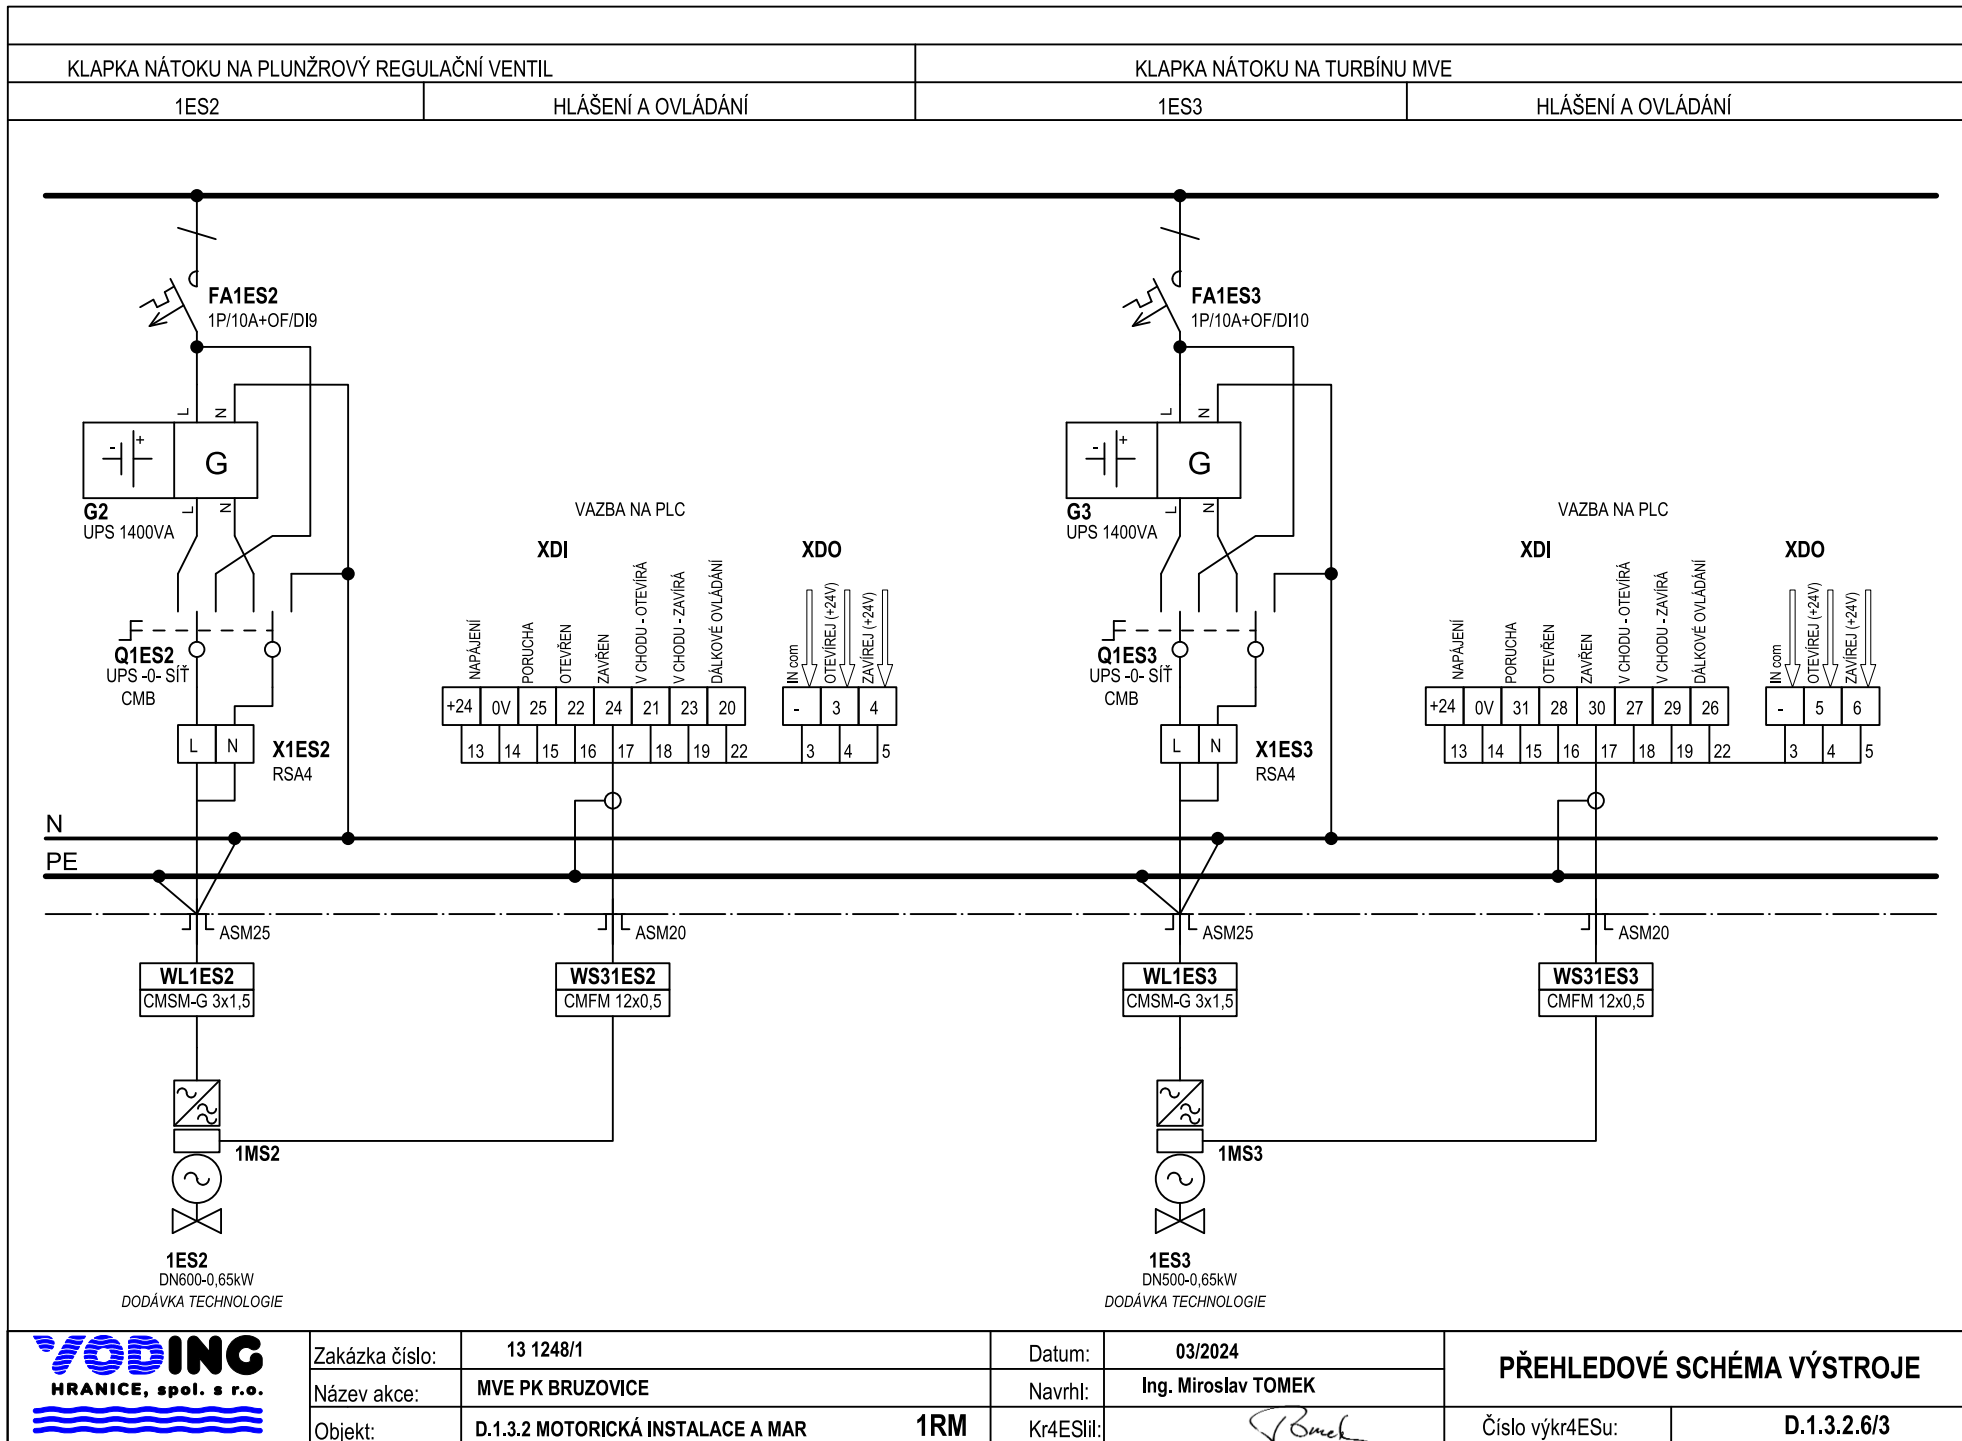 KLAPKA NÁTOKU NA PLUNŽROVÝ REGULAČNÍ VENTIL
KLAPKA NÁTOKU NA TURBÍNU MVE
1ES2
HLÁŠENÍ A OVLÁDÁNÍ
1ES3
HLÁŠENÍ A OVLÁDÁNÍ
FA1ES2
1P/10A+OF/DI9
L
N
- +
G
L
N
G2
UPS 1400VA
Q1ES2
UPS -0- SÍŤ
CMB
L N
X1ES2
RSA4
VAZBA NA PLC
XDI
XDO
NAPÁJENÍ
PORUCHA
OTEVŘEN
ZAVŘEN
V CHODU - OTEVÍRÁ
V CHODU - ZAVÍRÁ
DÁLKOVÉ OVLÁDÁNÍ
IN com
OTEVÍREJ (+24V)
ZAVÍREJ (+24V)
+24 0V 25 22 24 21 23 20
- 3 4
13 14 15 16 17 18 19 22
3 4 5
FA1ES3
1P/10A+OF/DI10
L
N
- +
G
L
N
G3
UPS 1400VA
Q1ES3
UPS -0- SÍŤ
CMB
L N
X1ES3
RSA4
VAZBA NA PLC
XDI
XDO
NAPÁJENÍ
PORUCHA
OTEVŘEN
ZAVŘEN
V CHODU - OTEVÍRÁ
V CHODU - ZAVÍRÁ
DÁLKOVÉ OVLÁDÁNÍ
IN com
OTEVÍREJ (+24V)
ZAVÍREJ (+24V)
+24 0V 31 28 30 27 29 26
- 5 6
13 14 15 16 17 18 19 22
3 4 5
N
PE
ASM25
ASM20
ASM25
ASM20
WL1ES2
CMSM-G 3x1,5
WS31ES2
CMFM 12x0,5
WL1ES3
CMSM-G 3x1,5
WS31ES3
CMFM 12x0,5
1MS2
1MS3
1ES2
DN600-0,65kW
DODÁVKA TECHNOLOGIE
1ES3
DN500-0,65kW
DODÁVKA TECHNOLOGIE
VODING
HRANICE, spol. s r.o.
Zakázka číslo: 13 1248/1
Název akce: MVE PK BRUZOVICE
Objekt: D.1.3.2 MOTORICKÁ INSTALACE A MAR 1RM
Datum: 03/2024
Navrhl: Ing. Miroslav TOMEK
Kr4ESlil: Tomek
PŘEHLEDOVÉ SCHÉMA VÝSTROJE
Číslo výkr4ESu: D.1.3.2.6/3